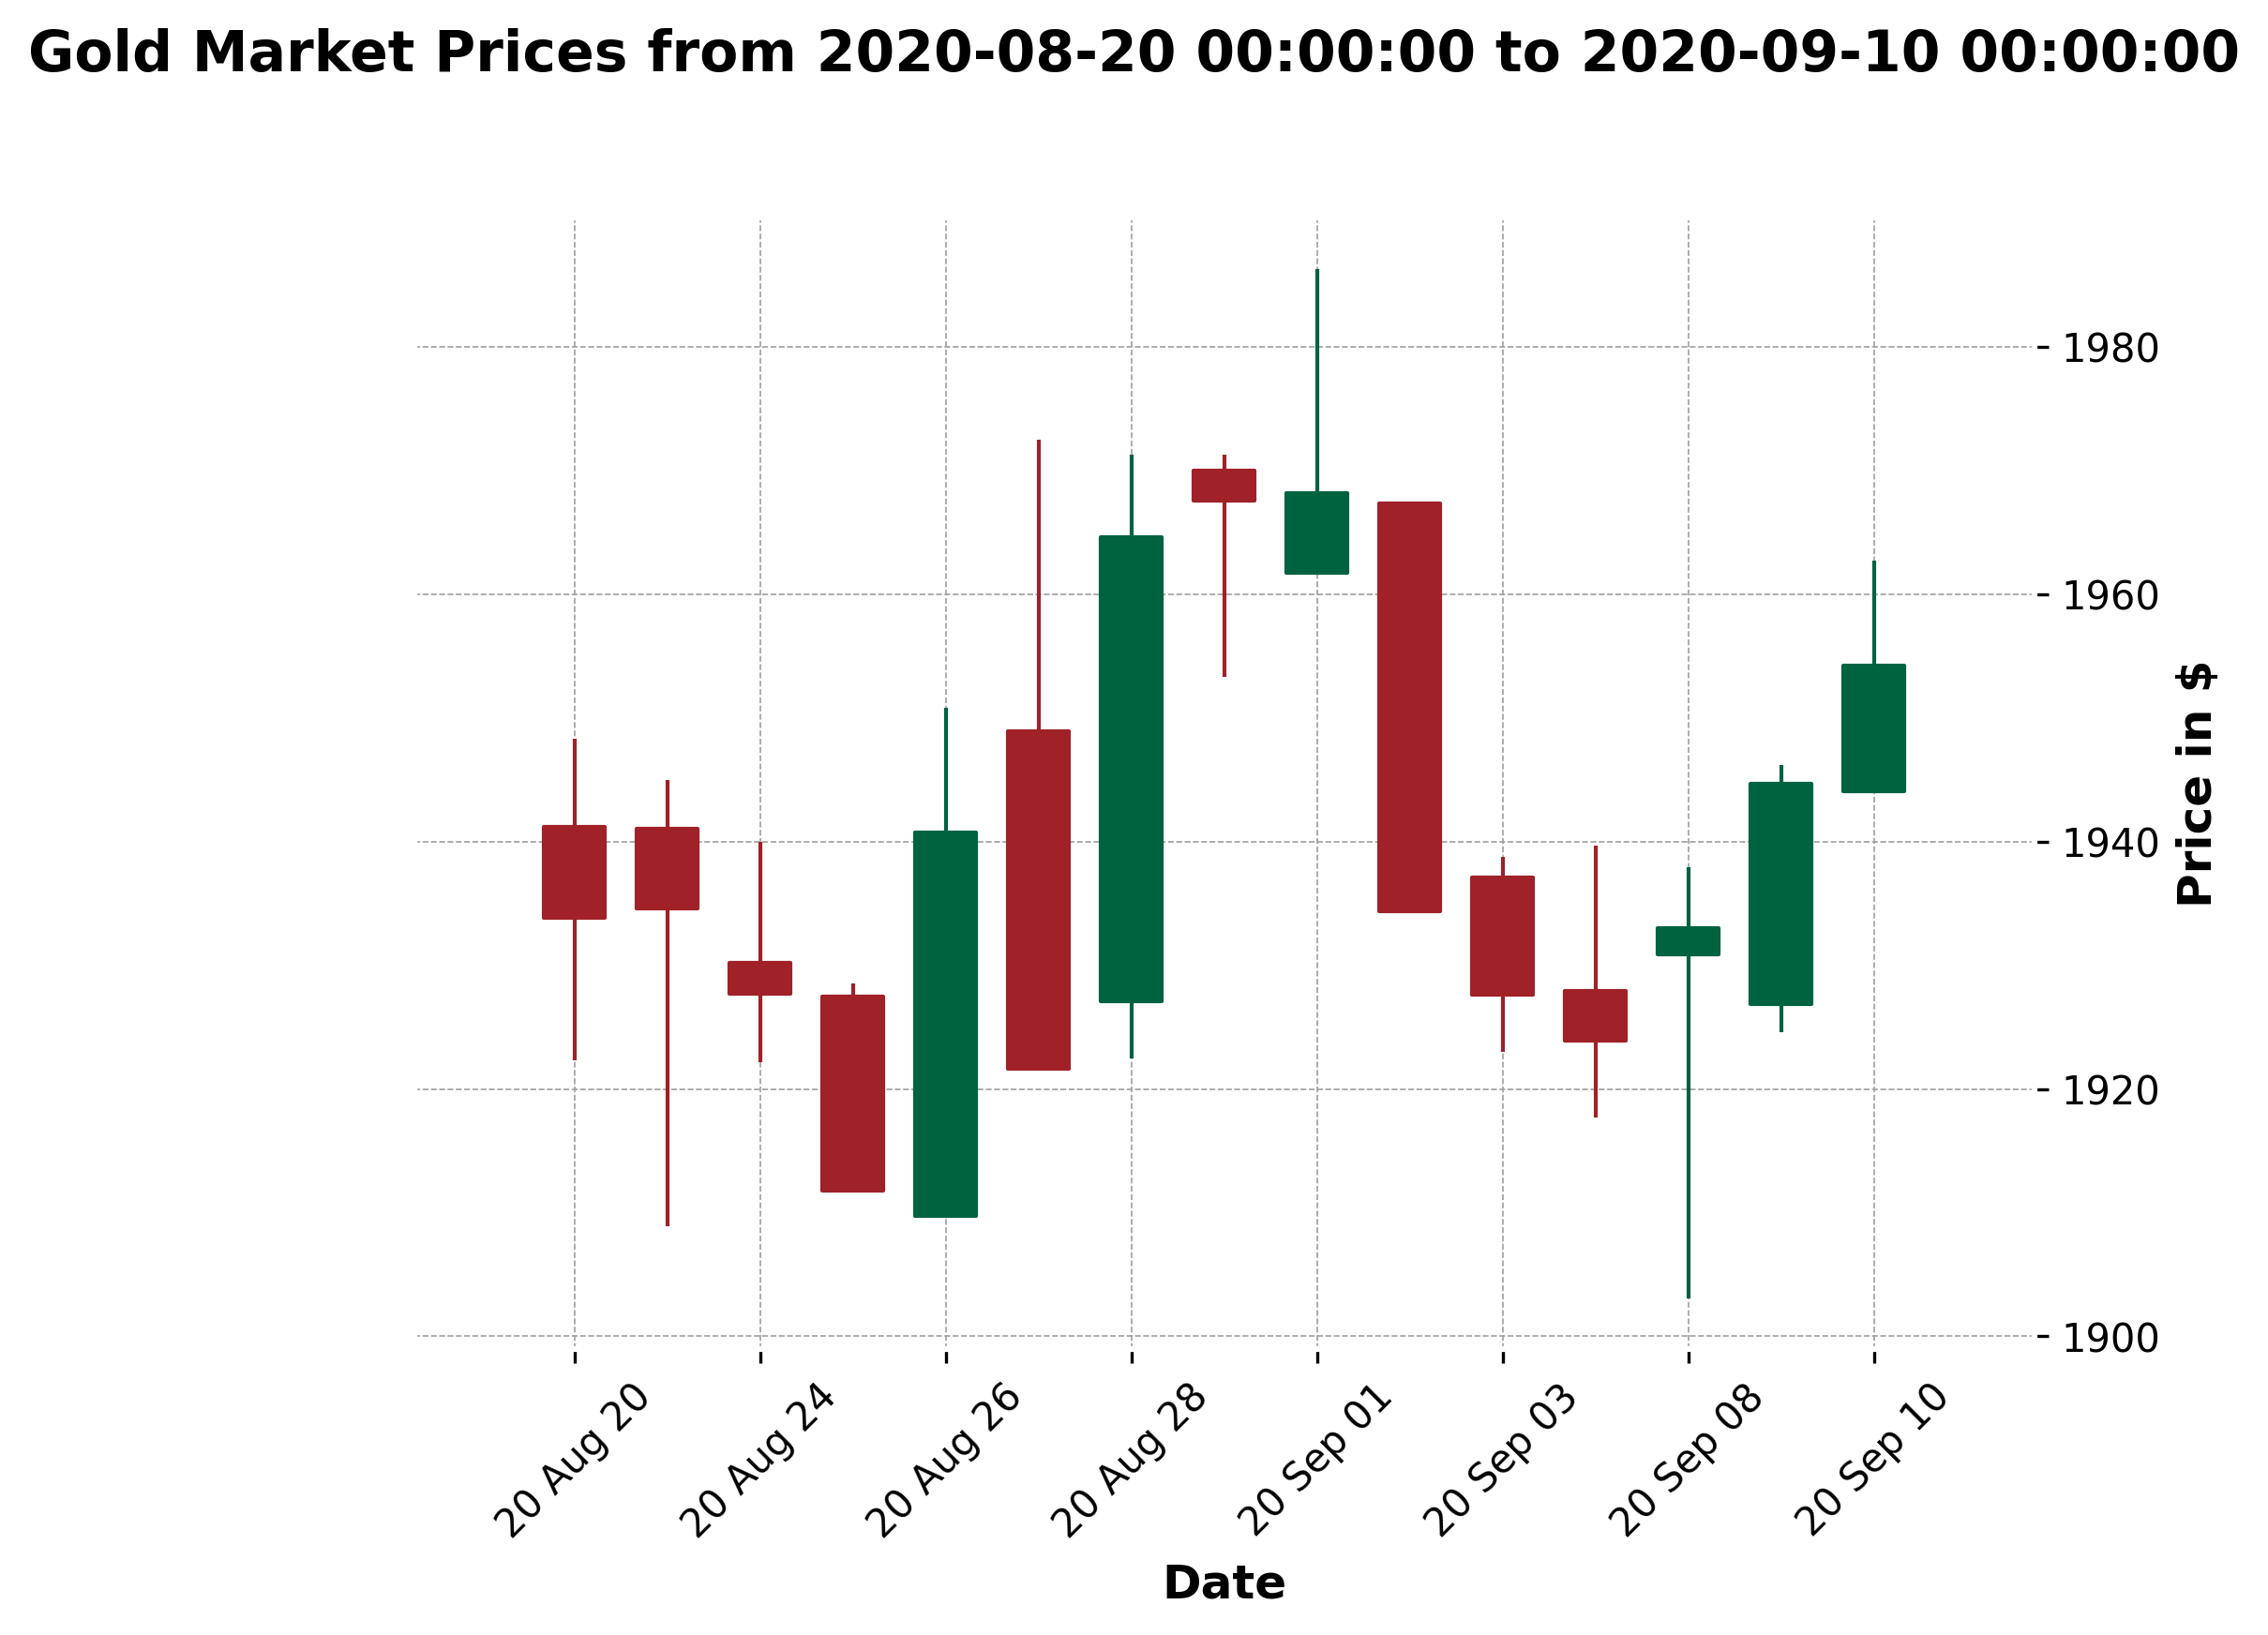 Gold Market Prices from 2020-08-20 00:00:00 to 2020-09-10 00:00:00
1980
1960
1940
1920
1900
Price in $
20 Aug 20
20 Aug 24
20 Aug 26
20 Aug 28
20 Sep 01
20 Sep 03
20 Sep 08
20 Sep 10
Date